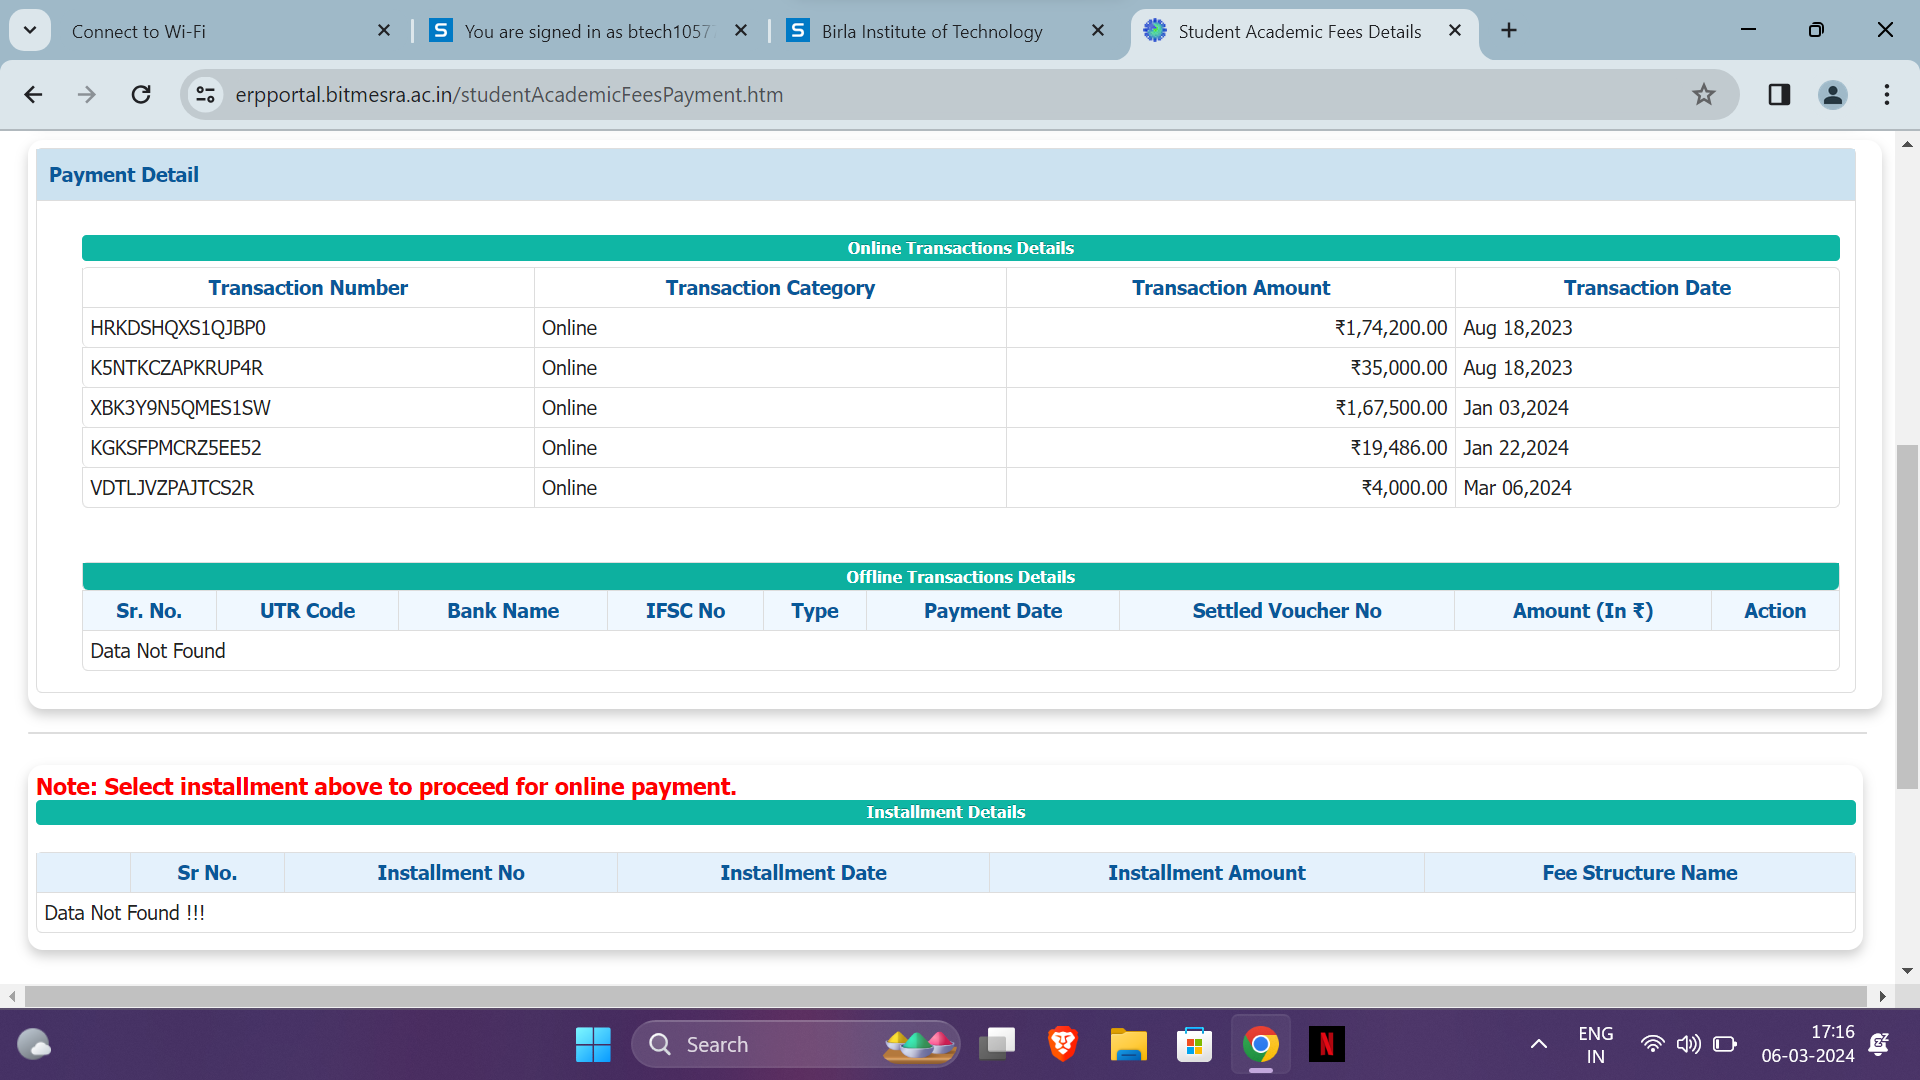 Connect to Wi-Fi
You are signed in as btech1057
Birla Institute of Technology
Student Academic Fees Details
erpportal.bitmesra.ac.in/studentAcademicFeesPayment.htm
Payment Detail
Online Transactions Details
Transaction Number Transaction Category Transaction Amount Transaction Date
HRKDSHQXS1QJBP0 Online ₹1,74,200.00 Aug 18,2023
K5NTKCZAPKRUP4R Online ₹35,000.00 Aug 18,2023
XBK3Y9N5QMES1SW Online ₹1,67,500.00 Jan 03,2024
KGKSFPMCRZ5EE52 Online ₹19,486.00 Jan 22,2024
VDTLJVZPAJTCS2R Online ₹4,000.00 Mar 06,2024
Offline Transactions Details
Sr. No. UTR Code Bank Name IFSC No Type Payment Date Settled Voucher No Amount (In ₹) Action
Data Not Found
Note: Select installment above to proceed for online payment.
Installment Details
Sr No. Installment No Installment Date Installment Amount Fee Structure Name
Data Not Found !!!
Search
ENG
IN
17:16
06-03-2024